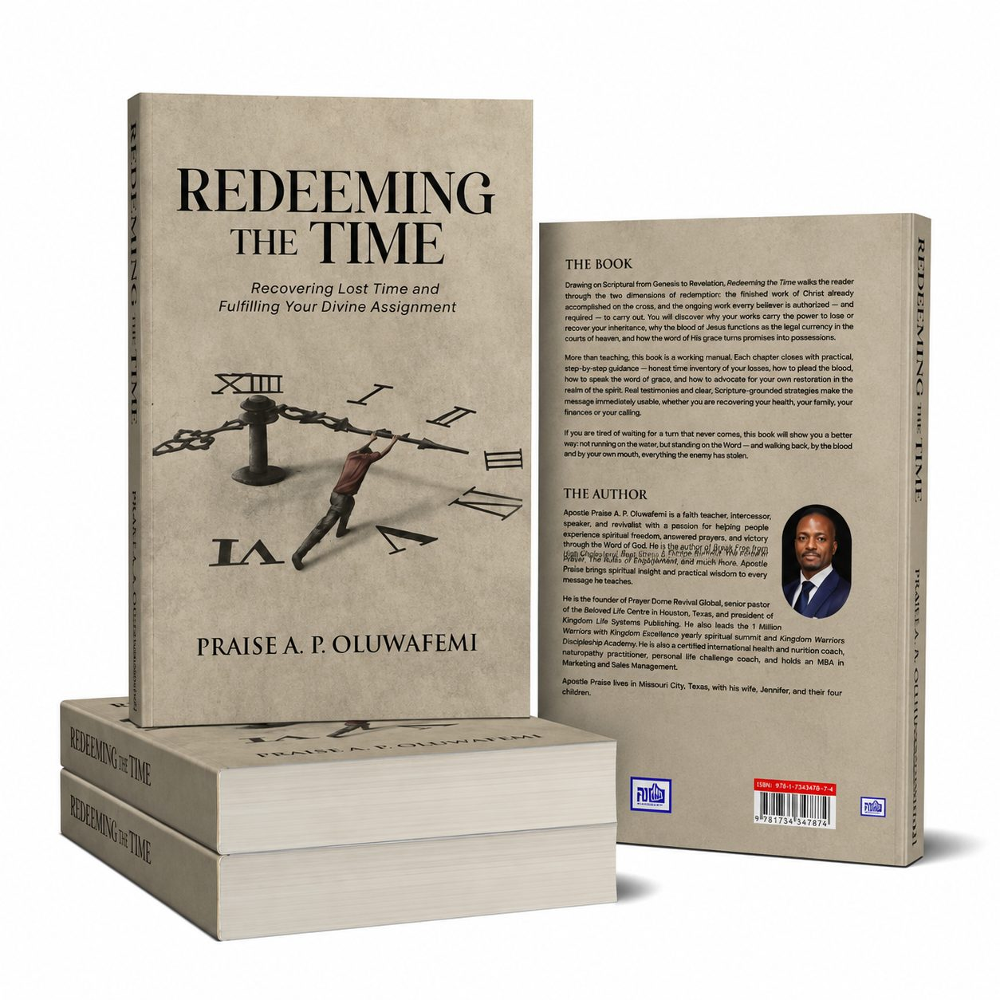 REDEEMING
THE TIME
Recovering Lost Time and
Fulfilling Your Divine Assignment
XIIII
I
II
III
V
VI
PRAISE A. P. OLUWAFEMI
REDEEMING THE TIME
REDEEMING THE TIME
PRAISE A. P. OLUWAFEMI
REDEEMING THE TIME
THE BOOK
Drawing on Scriptural from Genesis to Revelation, Redeeming the Time walks the reader
through the two dimensions of redemption: the finished work of Christ already
accomplished on the cross, and the ongoing work everry believer is authorized — and
required — to carry out. You will discover why your works carry the power to lose or
recover your inheritance, why the blood of Jesus functions as the legal currency in the
courts of heaven, and how the word of His grace turns promises into possessions.
More than teaching, this book is a working manual. Each chapter closes with practical,
step-by-step guidance — honest time inventory of your losses, how to plead the blood,
how to speak the word of grace, and how to advocate for your own restoration in the
realm of the spirit. Real testimonies and clear, Scripture-grounded strategies make the
message immediately usable, whether you are recovering your health, your family, your
finances or your calling.
If you are tired of waiting for a turn that never comes, this book will show you a better
way: not running on the water, but standing on the Word — and walking back, by the blood
and by your own mouth, everything the enemy has stolen.
THE AUTHOR
Apostle Praise A. P. Oluwafemi is a faith teacher, intercessor,
speaker, and revivalist with a passion for helping people
experience spiritual freedom, answered prayers, and victory
through the Word of God. He is the author of Break Free from
High
Prayer, The Rules of Engagement, and much more. Apostle
Praise brings spiritual insight and practical wisdom to every
message he teaches.
He is the founder of Prayer Dome Revival Global, senior pastor
of the Beloved Life Centre in Houston, Texas, and president of
Kingdom Life Systems Publishing. He also leads the 1 Million
Warriors with Kingdom Excellence yearly spiritual summit and Kingdom Warriors
Discipleship Academy. He is also a certified international health and nurition coach,
naturopathy practitioner, personal life challenge coach, and holds an MBA in
Marketing and Sales Management.
Apostle Praise lives in Missouri City, Texas, with his wife, Jennifer, and their four
children.
ISBN: 978-1-7343478-7-4
9 781734 347874
REDEEMING THE TIME